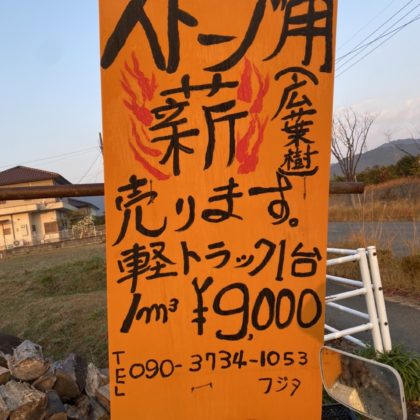 ストーブ用
薪（広葉樹）
売ります。
軽トラック1台
1m³ ¥9,000
TEL 090-3734-1053
フジタ